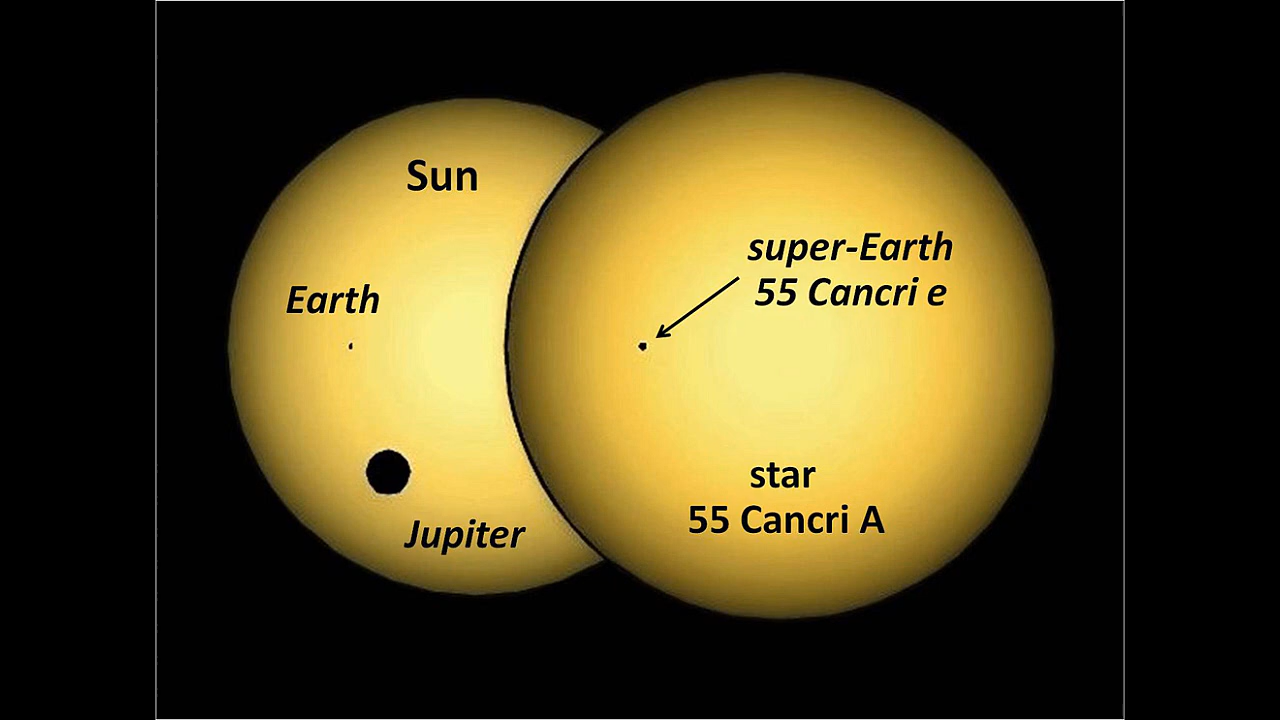 Sun
Earth
Jupiter
super-Earth
55 Cancri e
star
55 Cancri A